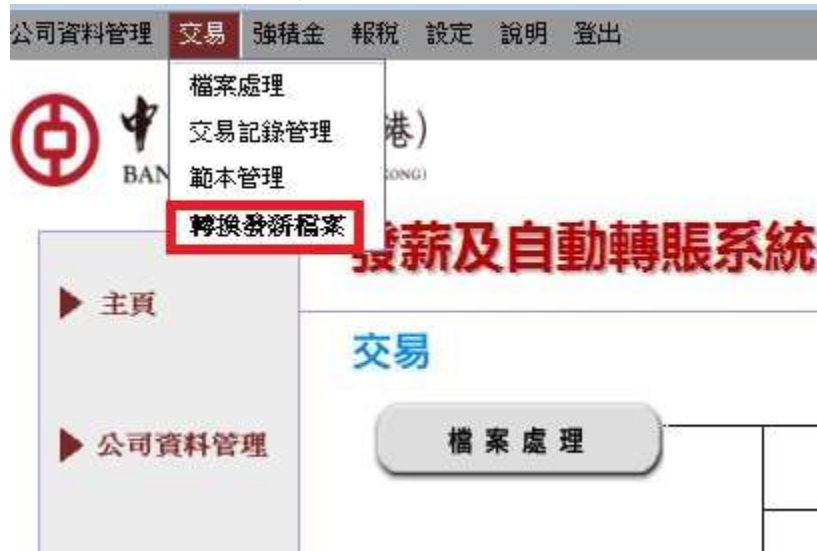 公司資料管理 交易 強積金 報稅 設定 說明 登出
檔案處理
交易記錄管理
範本管理
轉換發薪檔案
中 港)
BAN KONG)
發薪及自動轉賬系統
主頁
交易
檔案處理
公司資料管理